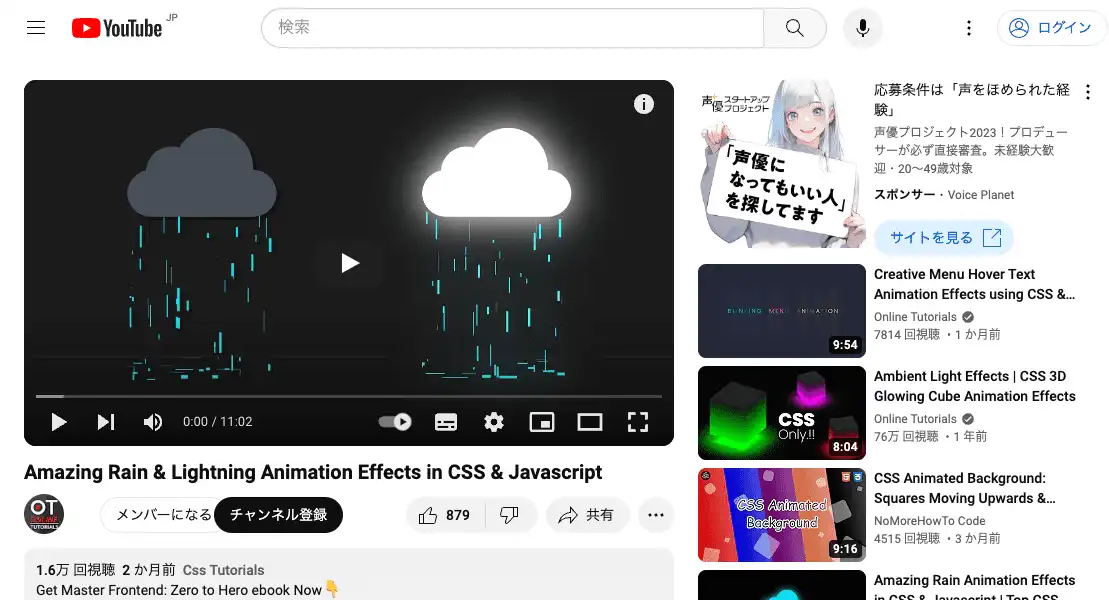 YouTube JP
検索
ログイン
0:00 / 11:02
Amazing Rain & Lightning Animation Effects in CSS & Javascript
OT
ONLINE
TUTORIALS
メンバーになる
チャンネル登録
879
共有
1.6万 回視聴 2 か月前 Css Tutorials
Get Master Frontend: Zero to Hero ebook Now👇
声優スタートアップ
プロジェクト
「声優に
なってもいい人」
を探してます
応募条件は「声をほめられた経
験」
声優プロジェクト2023！プロデュー
サーが必ず直接審査。未経験大歓
迎・20〜49歳対象
スポンサー・Voice Planet
サイトを見る
BLINKING MENU ANIMATION
9:54
Creative Menu Hover Text
Animation Effects using CSS &…
Online Tutorials
7814 回視聴 ・1 か月前
CSS
Only.!!
8:04
Ambient Light Effects | CSS 3D
Glowing Cube Animation Effects
Online Tutorials
76万 回視聴 ・1 年前
CSS Animated
Background
9:16
CSS Animated Background:
Squares Moving Upwards &…
NoMoreHowTo Code
4515 回視聴 ・3 か月前
Amazing Rain Animation Effects
in CSS & Javascript | Top CSS